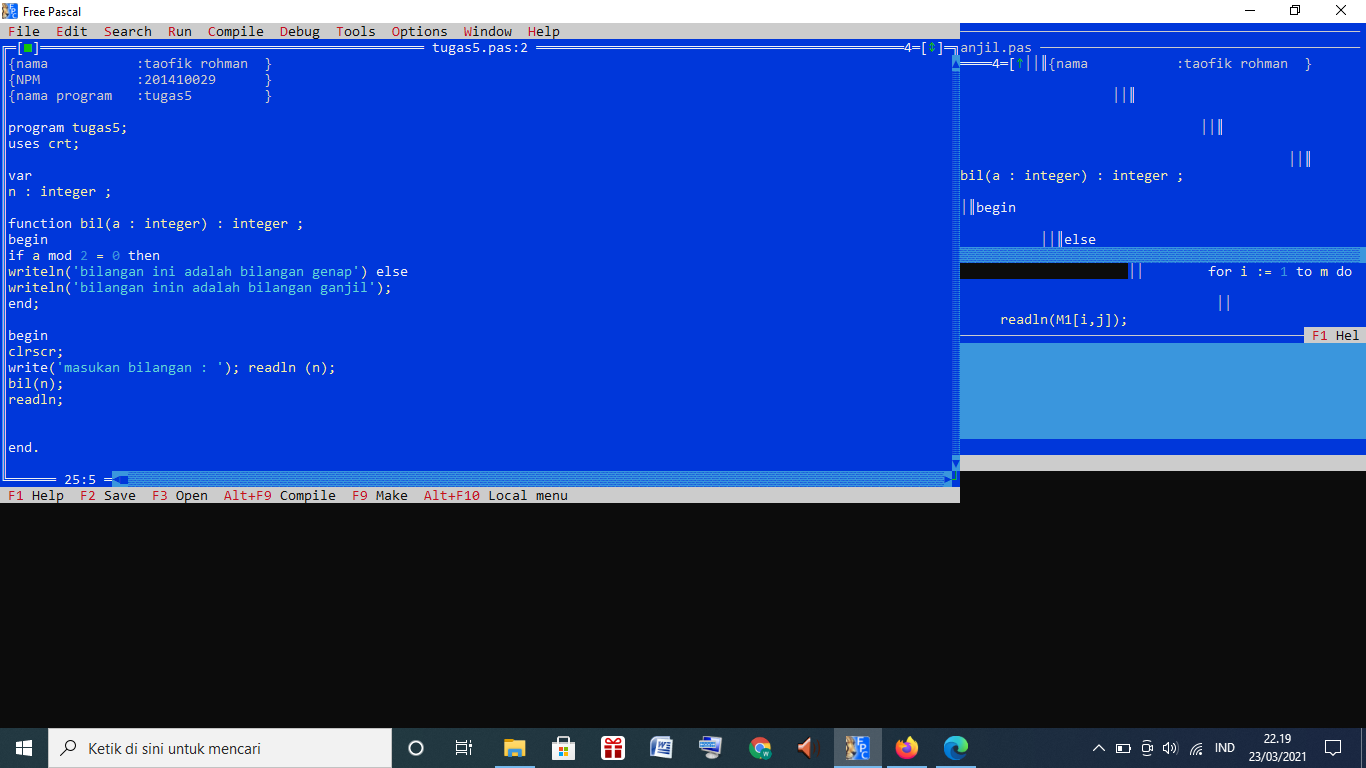 Free Pascal
File Edit Search Run Compile Debug Tools Options Window Help
tugas5.pas:2 4=[↕]
{nama :taofik rohman }
{NPM :201410029 }
{nama program :tugas5 }
program tugas5;
uses crt;
var
n : integer ;
function bil(a : integer) : integer ;
begin
if a mod 2 = 0 then
writeln('bilangan ini adalah bilangan genap') else
writeln('bilangan inin adalah bilangan ganjil');
end;
begin
clrscr;
write('masukan bilangan : '); readln (n);
bil(n);
readln;
end.
25:5
F1 Help F2 Save F3 Open Alt+F9 Compile F9 Make Alt+F10 Local menu
anjil.pas
4=[↑ {nama :taofik rohman }
bil(a : integer) : integer ;
begin
else
for i := 1 to m do
readln(M1[i,j]);
F1 Hel
Ketik di sini untuk mencari
IND
22.19
23/03/2021